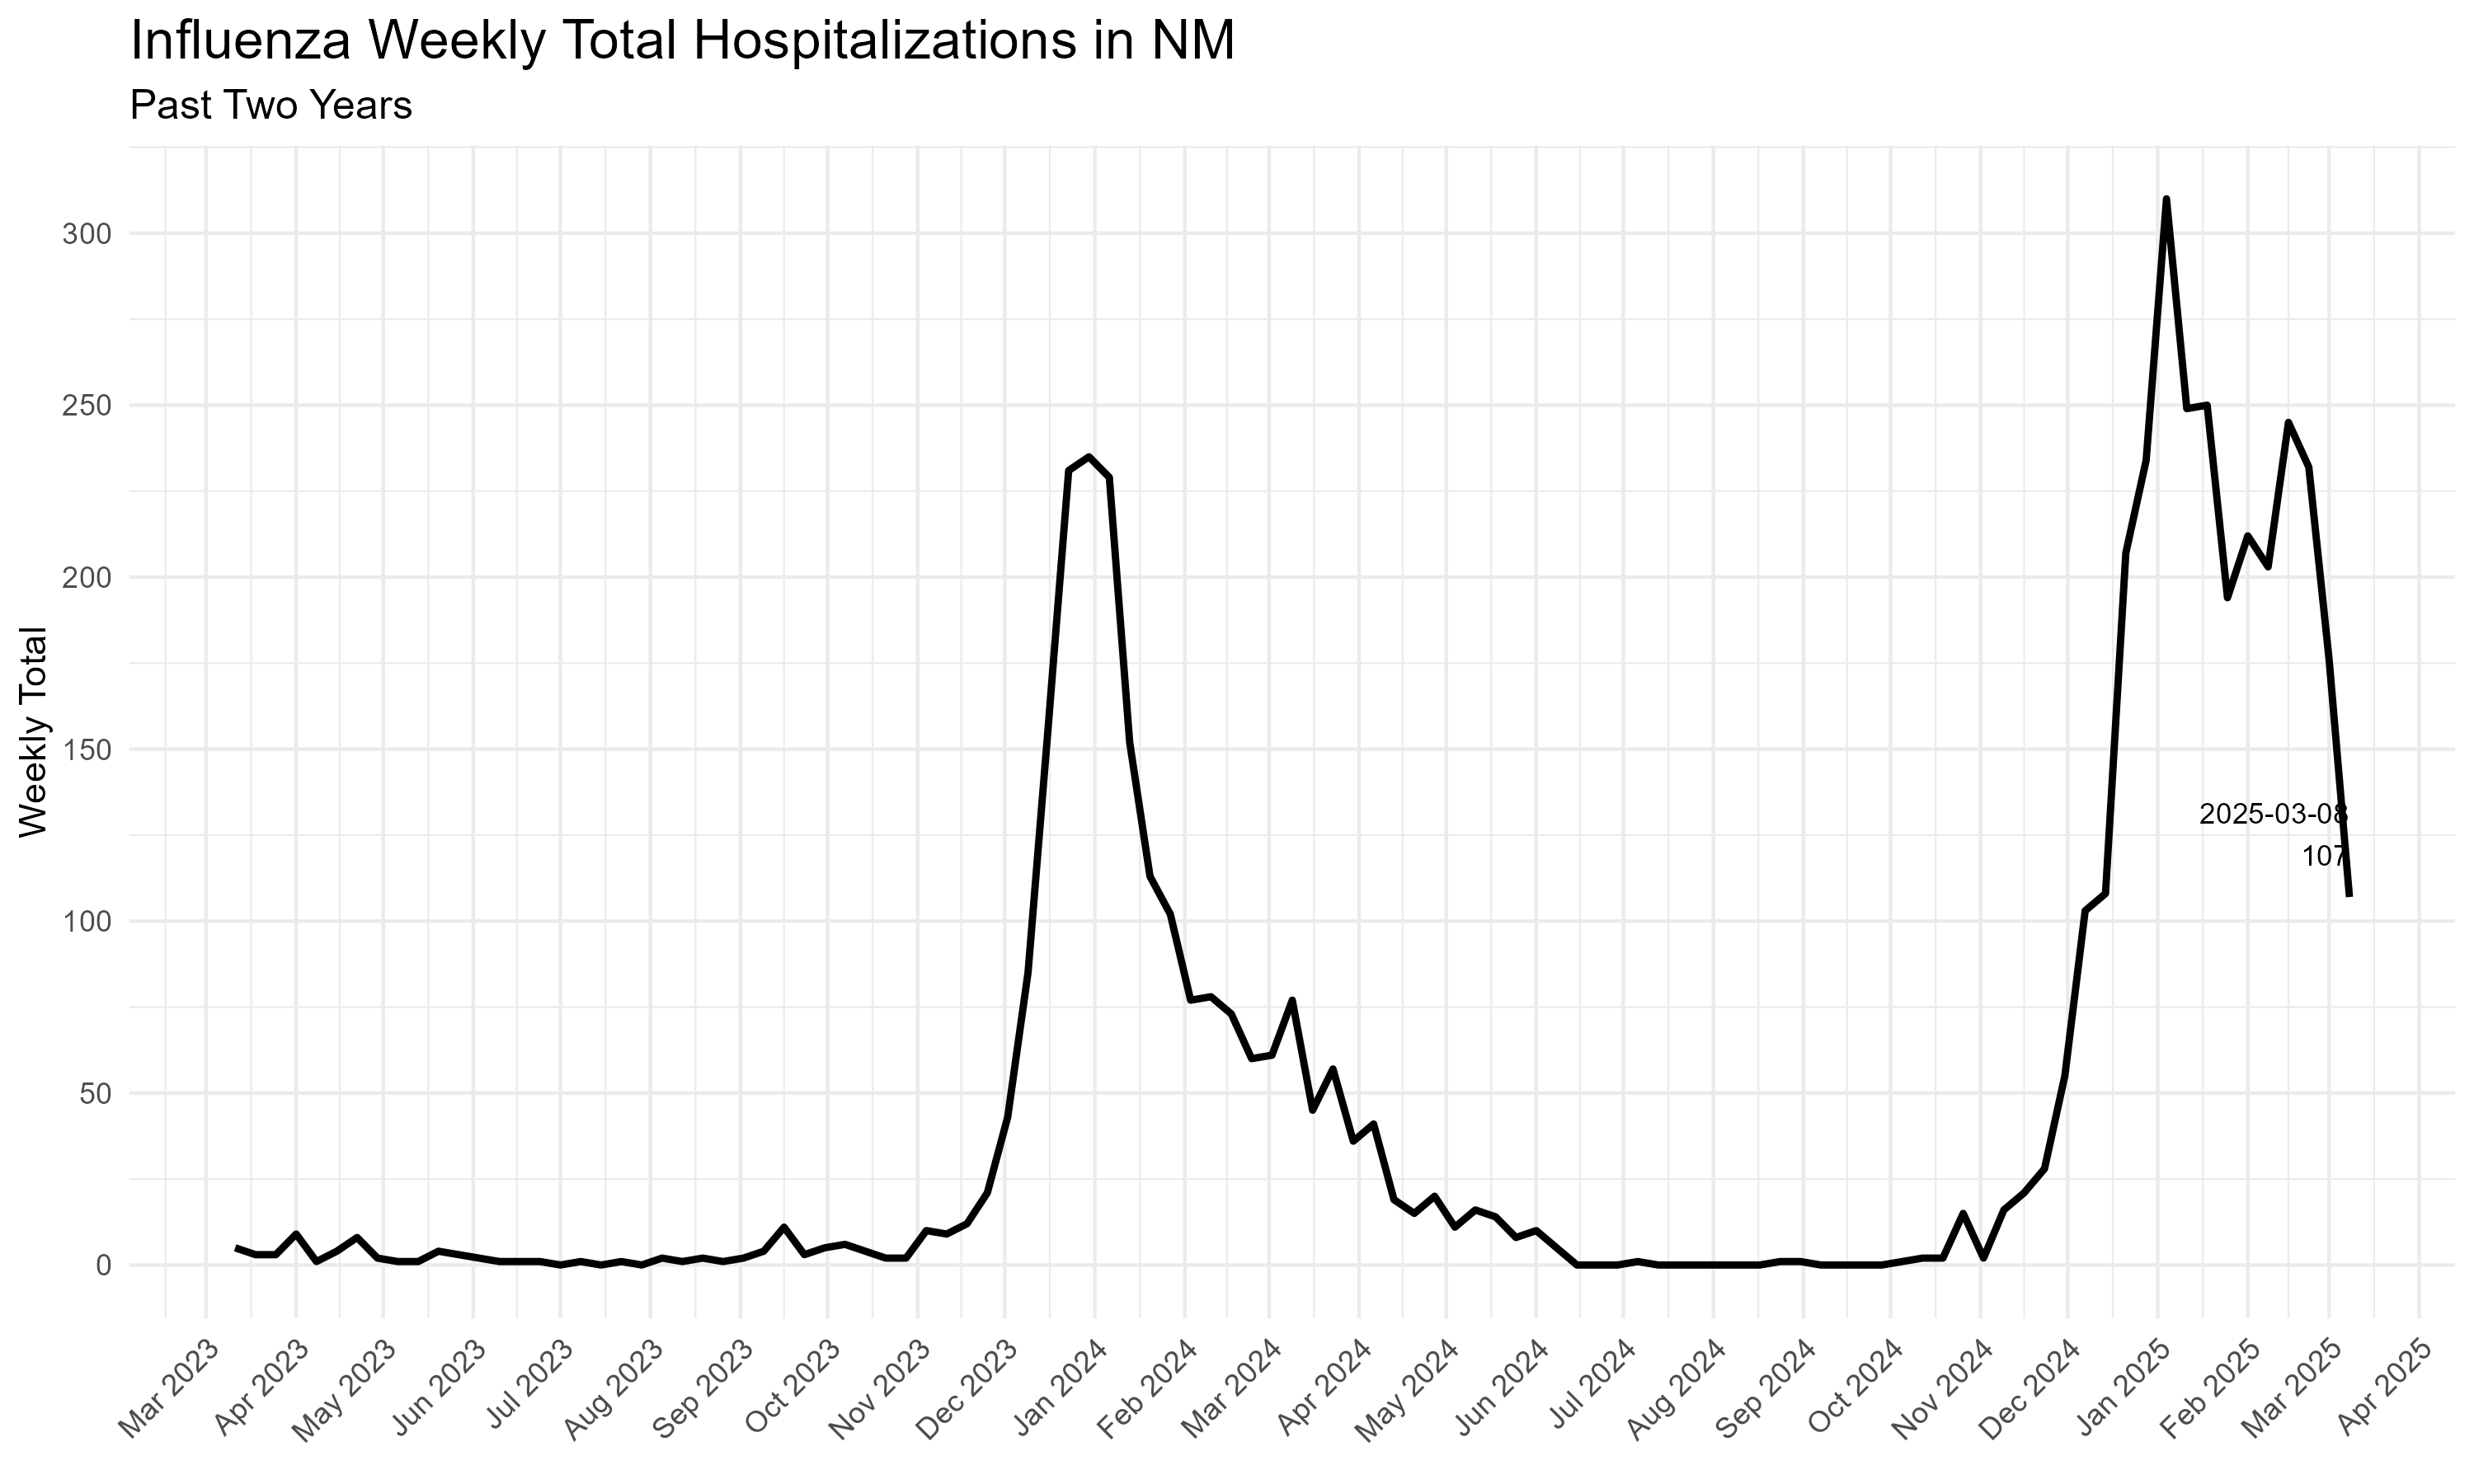 Influenza Weekly Total Hospitalizations in NM
Past Two Years
Weekly Total
300
250
200
150
100
50
0
2025-03-08
107
Mar 2023
Apr 2023
May 2023
Jun 2023
Jul 2023
Aug 2023
Sep 2023
Oct 2023
Nov 2023
Dec 2023
Jan 2024
Feb 2024
Mar 2024
Apr 2024
May 2024
Jun 2024
Jul 2024
Aug 2024
Sep 2024
Oct 2024
Nov 2024
Dec 2024
Jan 2025
Feb 2025
Mar 2025
Apr 2025